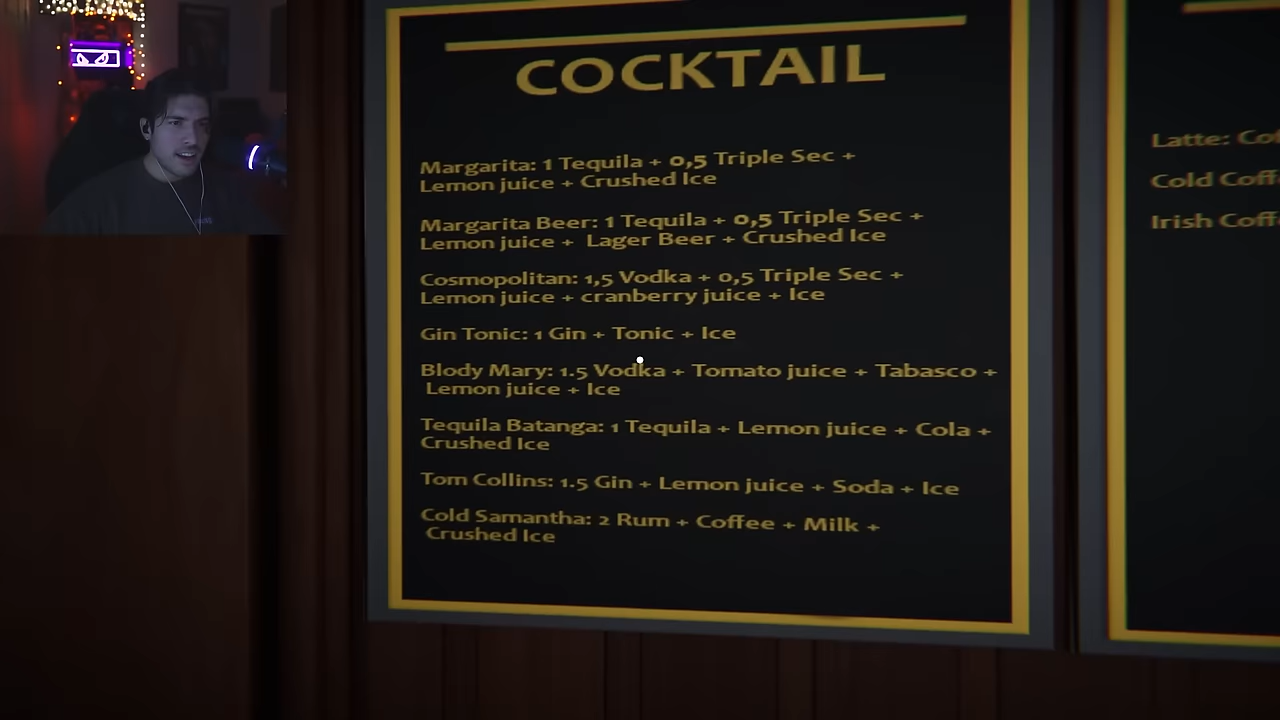 COCKTAIL
Margarita: 1 Tequila + 0,5 Triple Sec +
Lemon juice + Crushed Ice
Margarita Beer: 1 Tequila + 0,5 Triple Sec +
Lemon juice + Lager Beer + Crushed Ice
Cosmopolitan: 1,5 Vodka + 0,5 Triple Sec +
Lemon juice + cranberry juice + Ice
Gin Tonic: 1 Gin + Tonic + Ice
Blody Mary: 1.5 Vodka + Tomato juice + Tabasco +
Lemon juice + Ice
Tequila Batanga: 1 Tequila + Lemon juice + Cola +
Crushed Ice
Tom Collins: 1.5 Gin + Lemon juice + Soda + Ice
Cold Samantha: 2 Rum + Coffee + Milk +
Crushed Ice
Latte:
Cold
Irish